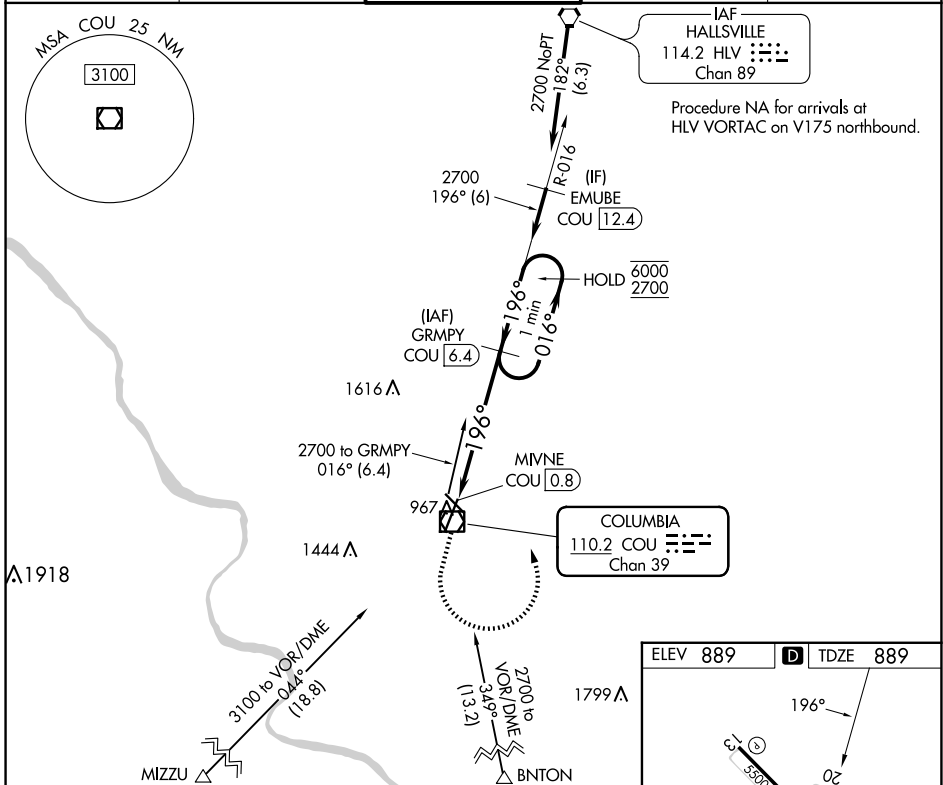 MSA COU 25 NM
3100
IAF
HALLSVILLE
114.2 HLV
Chan 89
Procedure NA for arrivals at
HLV VORTAC on V175 northbound.
2700 NoPT
182°
(6.3)
R-016
2700
196° (6)
(IF)
EMUBE
COU 12.4
HOLD 6000
2700
196°
1 min
016°
(IAF)
GRMPY
COU 6.4
1616
196°
2700 to GRMPY
016° (6.4)
MIVNE
COU 0.8
967
COLUMBIA
110.2 COU
Chan 39
1444
1918
3100 to VOR/DME
044°
(18.8)
MIZZU
2700 to
VOR/DME
349°
(13.2)
BNTON
1799
ELEV 889 D TDZE 889
196°
13
P
5500
20